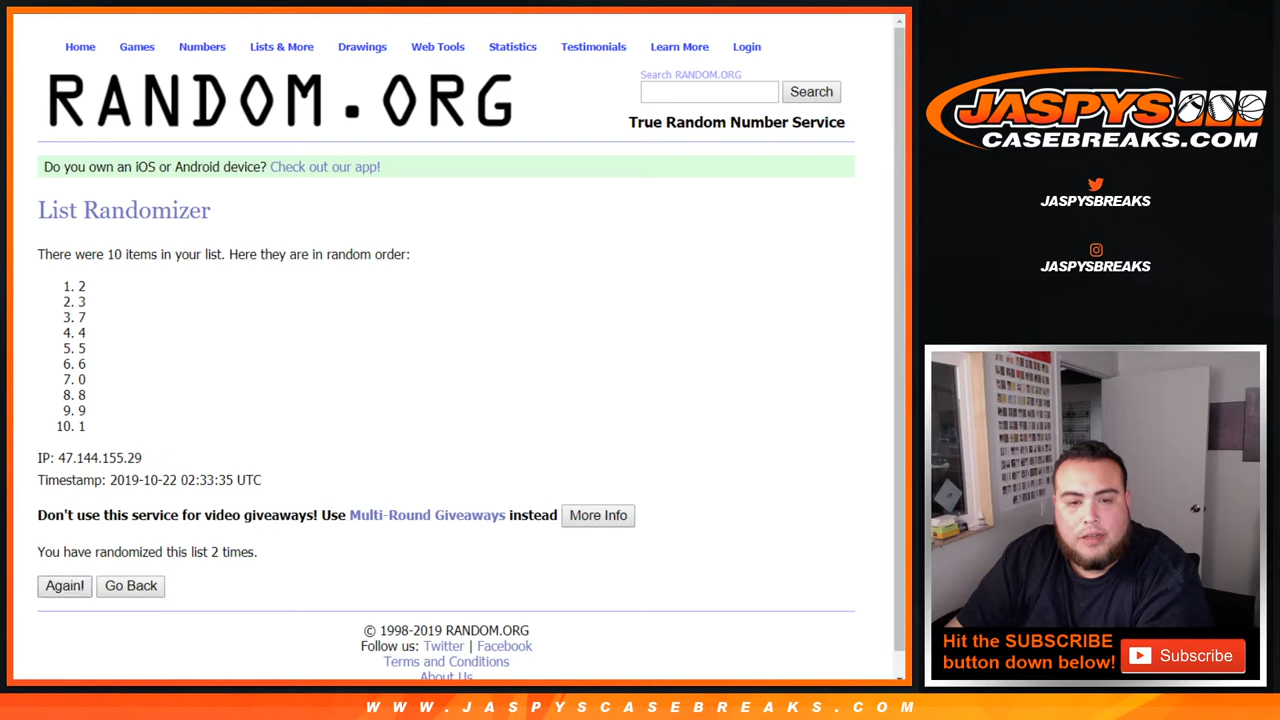 Home Games Numbers Lists & More Drawings Web Tools Statistics Testimonials Learn More Login
RANDOM.ORG
Search RANDOM.ORG
Search
True Random Number Service
Do you own an iOS or Android device? Check out our app!
List Randomizer
There were 10 items in your list. Here they are in random order:
1. 2
2. 3
3. 7
4. 4
5. 5
6. 6
7. 0
8. 8
9. 9
10. 1
IP: 47.144.155.29
Timestamp: 2019-10-22 02:33:35 UTC
Don't use this service for video giveaways! Use Multi-Round Giveaways instead More Info
You have randomized this list 2 times.
Again! Go Back
© 1998-2019 RANDOM.ORG
Follow us: Twitter | Facebook
Terms and Conditions
About Us
JASPYS
CASEBREAKS.COM
JASPYSBREAKS
JASPYSBREAKS
Hit the SUBSCRIBE
button down below!
Subscribe
WWW.JASPYSCASEBREAKS.COM